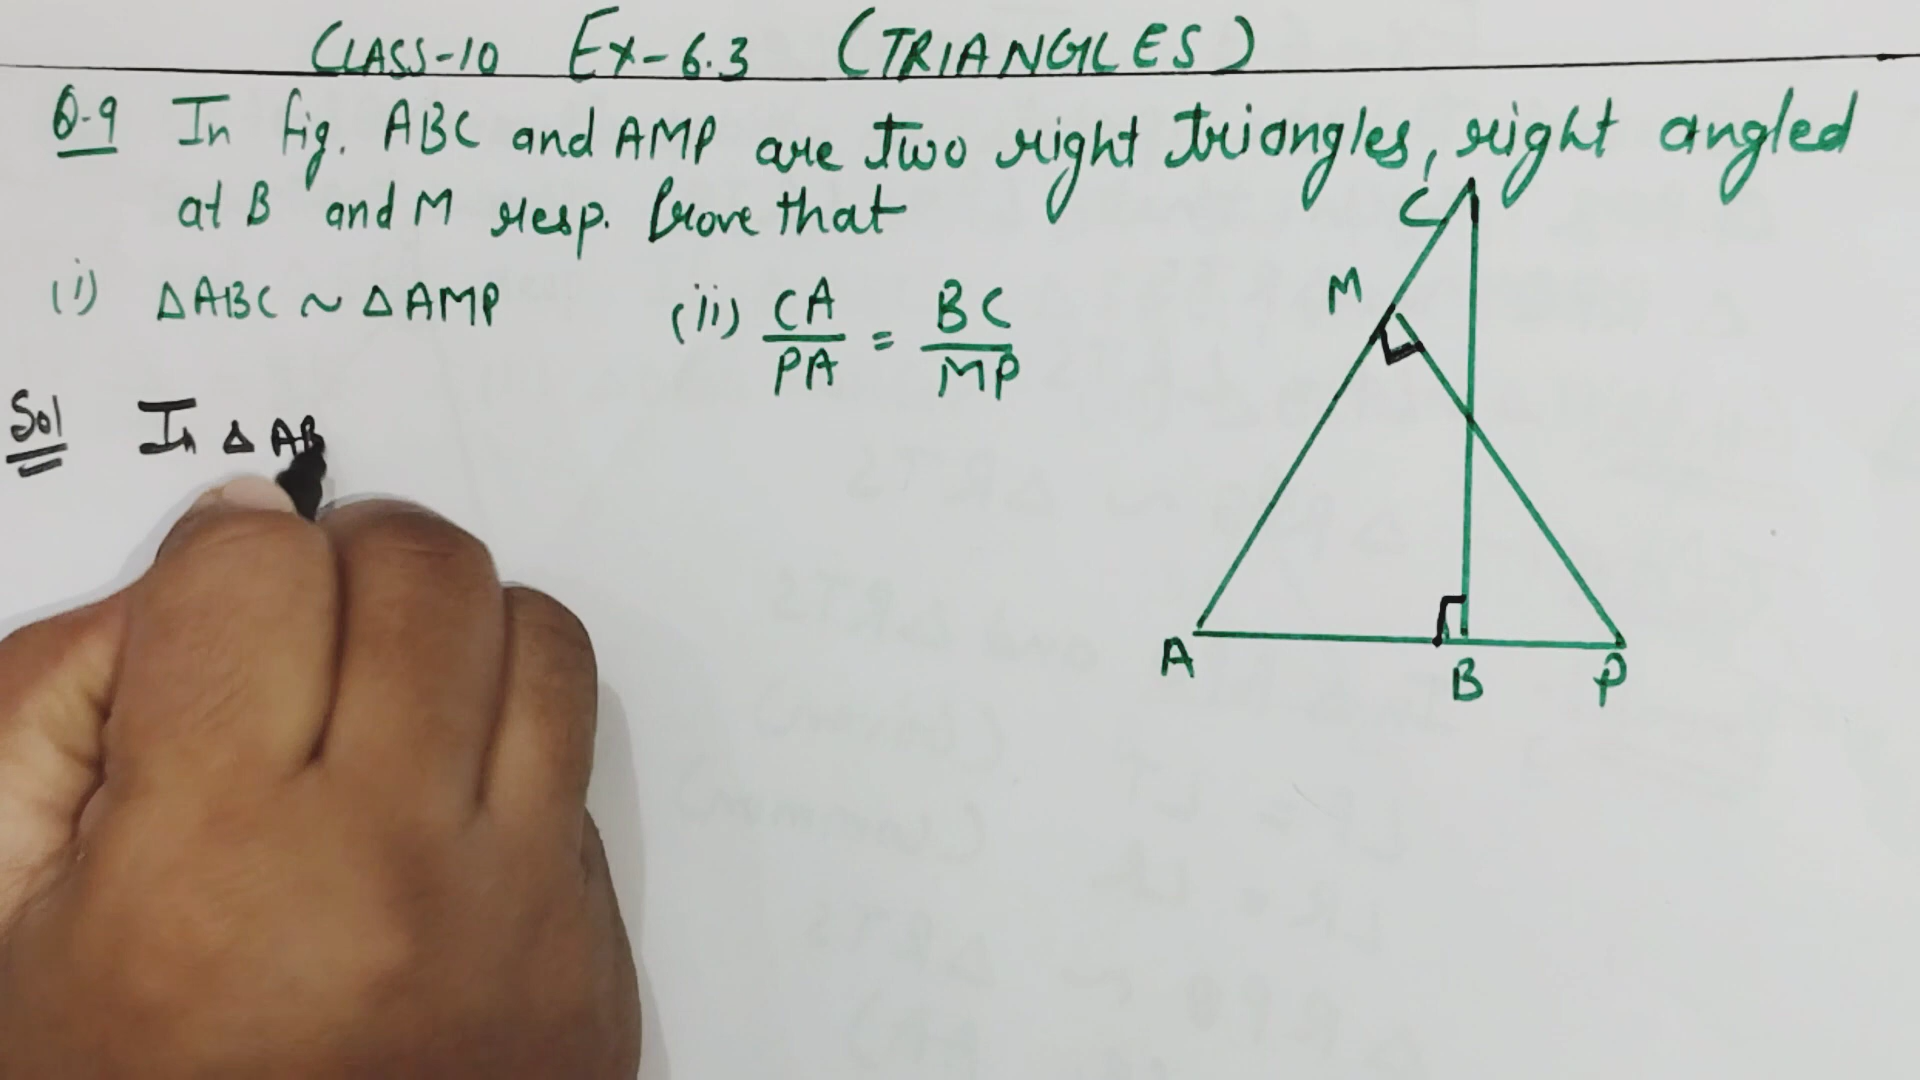 CLASS-10 EX-6.3 (TRIANGLES)
Q-9 In fig. ABC and AMP are two right triangles, right angled
at B and M resp. Prove that
(i) ΔABC ~ ΔAMP (ii) CA/PA = BC/MP
Sol In Δ AB
C
M
A
B
P